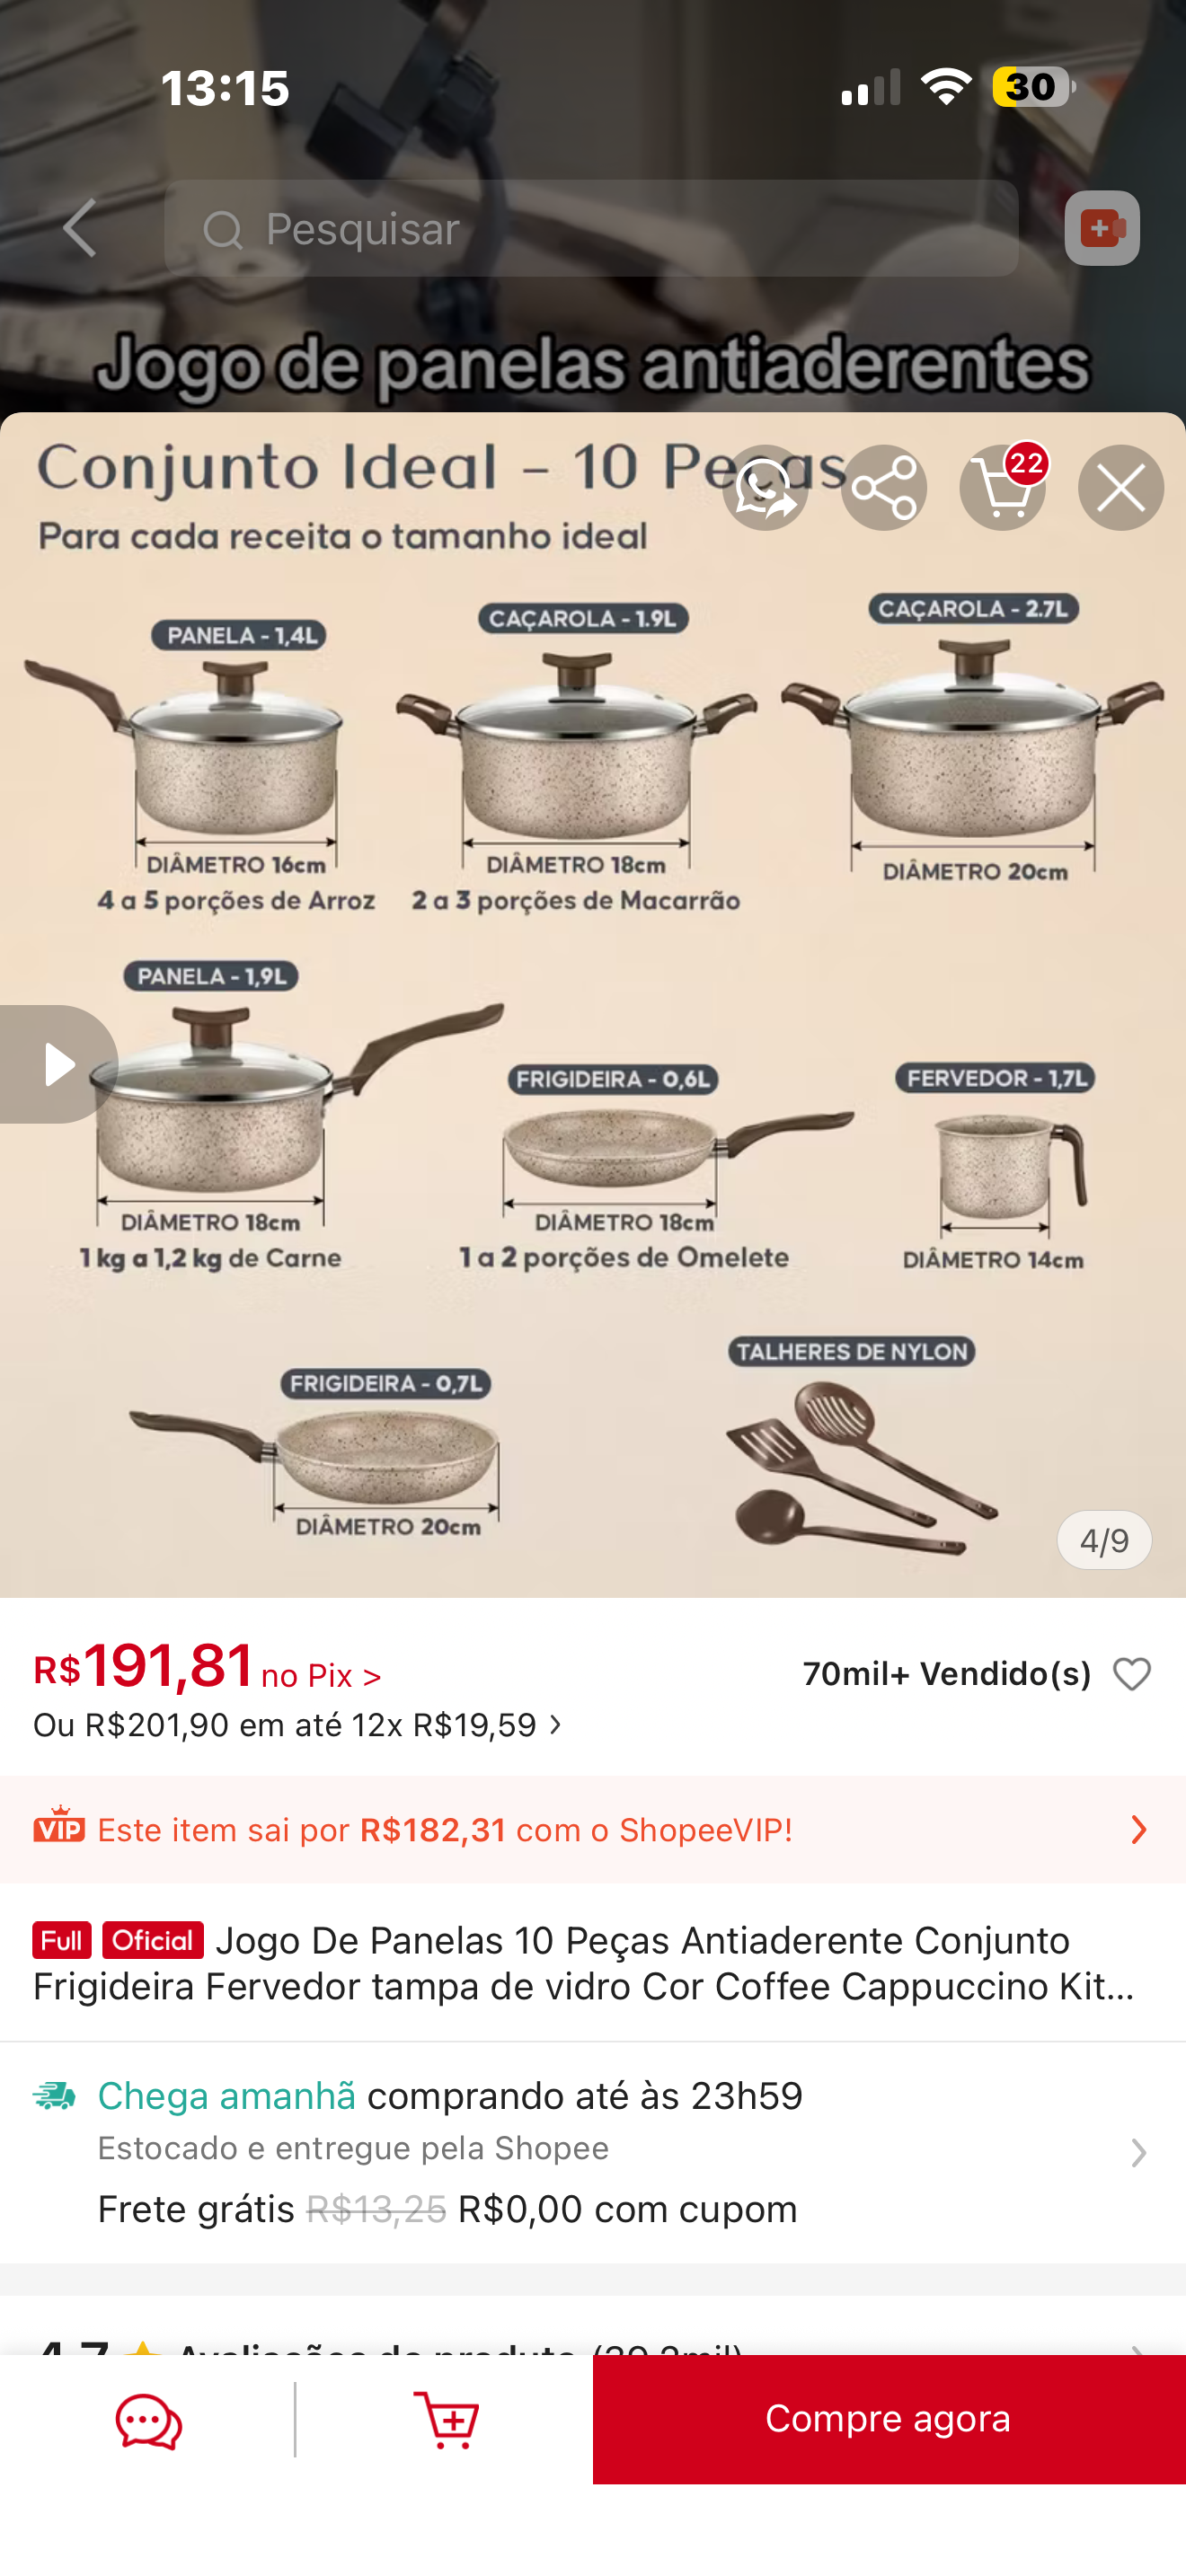 13:15
30
Pesquisar
Jogo de panelas antiaderentes
Conjunto Ideal - 10 Peças
22
Para cada receita o tamanho ideal
PANELA - 1,4L
CAÇAROLA - 1.9L
CAÇAROLA - 2.7L
DIÂMETRO 16cm
DIÂMETRO 18cm
DIÂMETRO 20cm
4 a 5 porções de Arroz
2 a 3 porções de Macarrão
PANELA - 1,9L
FRIGIDEIRA - 0,6L
FERVEDOR - 1,7L
DIÂMETRO 18cm
DIÂMETRO 18cm
DIÂMETRO 14cm
1 kg a 1,2 kg de Carne
1 a 2 porções de Omelete
TALHERES DE NYLON
FRIGIDEIRA - 0,7L
DIÂMETRO 20cm
4/9
R$191,81 no Pix >
70mil+ Vendido(s)
Ou R$201,90 em até 12x R$19,59 >
VIP Este item sai por R$182,31 com o ShopeeVIP!
Full Oficial Jogo De Panelas 10 Peças Antiaderente Conjunto
Frigideira Fervedor tampa de vidro Cor Coffee Cappuccino Kit...
Chega amanhã comprando até às 23h59
Estocado e entregue pela Shopee
Frete grátis R$13,25 R$0,00 com cupom
4.7 Avaliações do produto
Compre agora